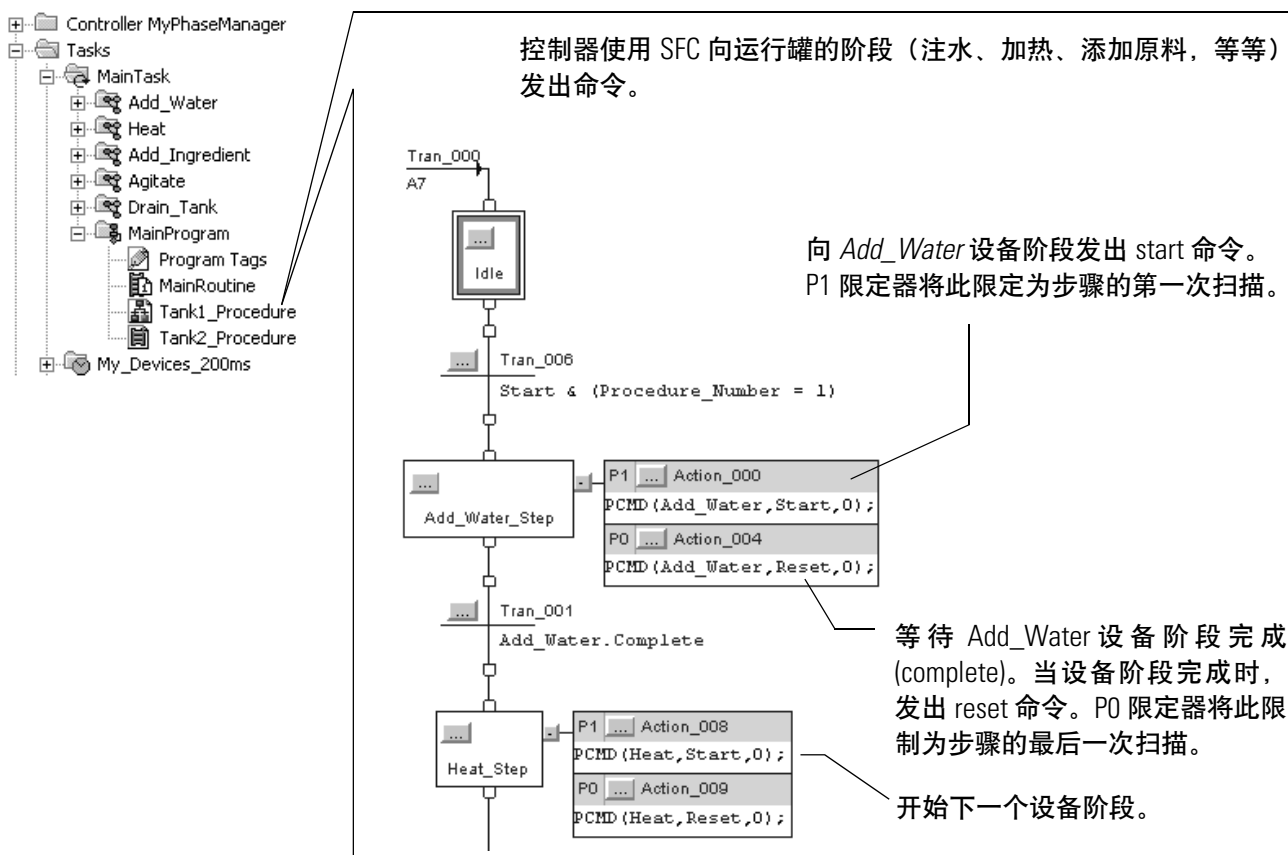 Controller MyPhaseManager
Tasks
MainTask
Add_Water
Heat
Add_Ingredient
Agitate
Drain_Tank
MainProgram
Program Tags
MainRoutine
Tank1_Procedure
Tank2_Procedure
My_Devices_200ms
控制器使用 SFC 向运行罐的阶段（注水、加热、添加原料，等等）
发出命令。
Tran_000
A7
...
Idle
向 Add_Water 设备阶段发出 start 命令。
P1 限定器将此限定为步骤的第一次扫描。
... Tran_006
Start & (Procedure_Number = 1)
...
Add_Water_Step
P1 ... Action_000
PCMD(Add_Water,Start,0);
P0 ... Action_004
PCMD(Add_Water,Reset,0);
... Tran_001
Add_Water.Complete
等待 Add_Water 设备阶段完成
(complete)。当设备阶段完成时，
发出 reset 命令。P0 限定器将此限
制为步骤的最后一次扫描。
...
Heat_Step
P1 ... Action_008
PCMD(Heat,Start,0);
P0 ... Action_009
PCMD(Heat,Reset,0);
开始下一个设备阶段。